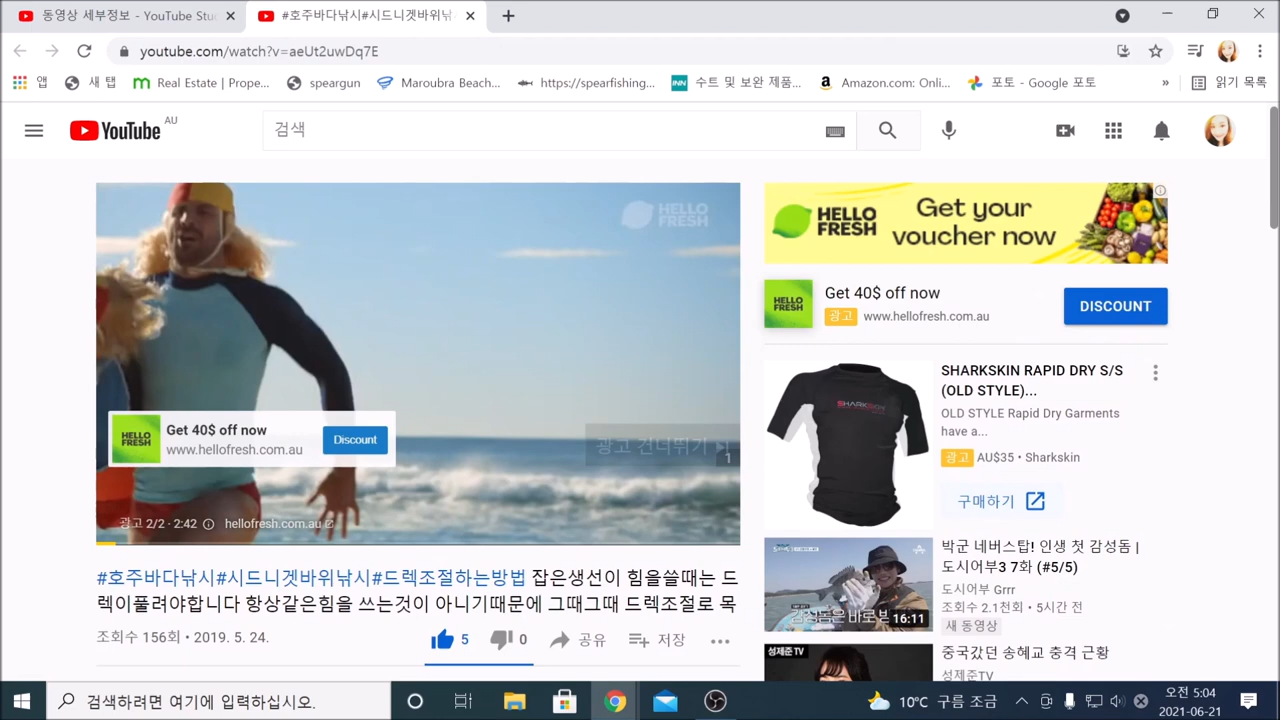 동영상 세부정보 - YouTube Stu
#호주바다낚시#시드니겟바위낚
youtube.com/watch?v=aeUt2uwDq7E
앱
새 탭
Real Estate | Prope...
speargun
Maroubra Beach...
https://spearfishing...
INN
수트 및 보완 제품...
Amazon.com: Onli...
포토 - Google 포토
»
읽기 목록
YouTube AU
검색
HELLO
FRESH
HELLO
FRESH
Get your
voucher now
HELLO
FRESH
Get 40$ off now
광고 www.hellofresh.com.au
DISCOUNT
SHARKSKIN RAPID DRY S/S
(OLD STYLE)...
OLD STYLE Rapid Dry Garments
have a...
광고 AU$35 • Sharkskin
구매하기
SHARKSKIN
HELLO
FRESH
Get 40$ off now
www.hellofresh.com.au
Discount
광고 건너뛰기
1
광고 2/2 · 2:42 hellofresh.com.au
#호주바다낚시#시드니겟바위낚시#드렉조절하는방법 잡은생선이 힘을쓸때는 드
렉이풀려야합니다 항상같은힘을 쓰는것이 아니기때문에 그때그때 드렉조절로 목
조회수 156회 • 2019. 5. 24.
5
0
공유
저장
박군 네버스탑! 인생 첫 감성돔 |
도시어부3 7화 (#5/5)
도시어부 Grrr
조회수 2.1천회 • 5시간 전
새 동영상
16:11
성제준TV
중국갔던 송혜교 충격 근황
성제준TV
검색하려면 여기에 입력하십시오.
10℃ 구름 조금
오전 5:04
2021-06-21